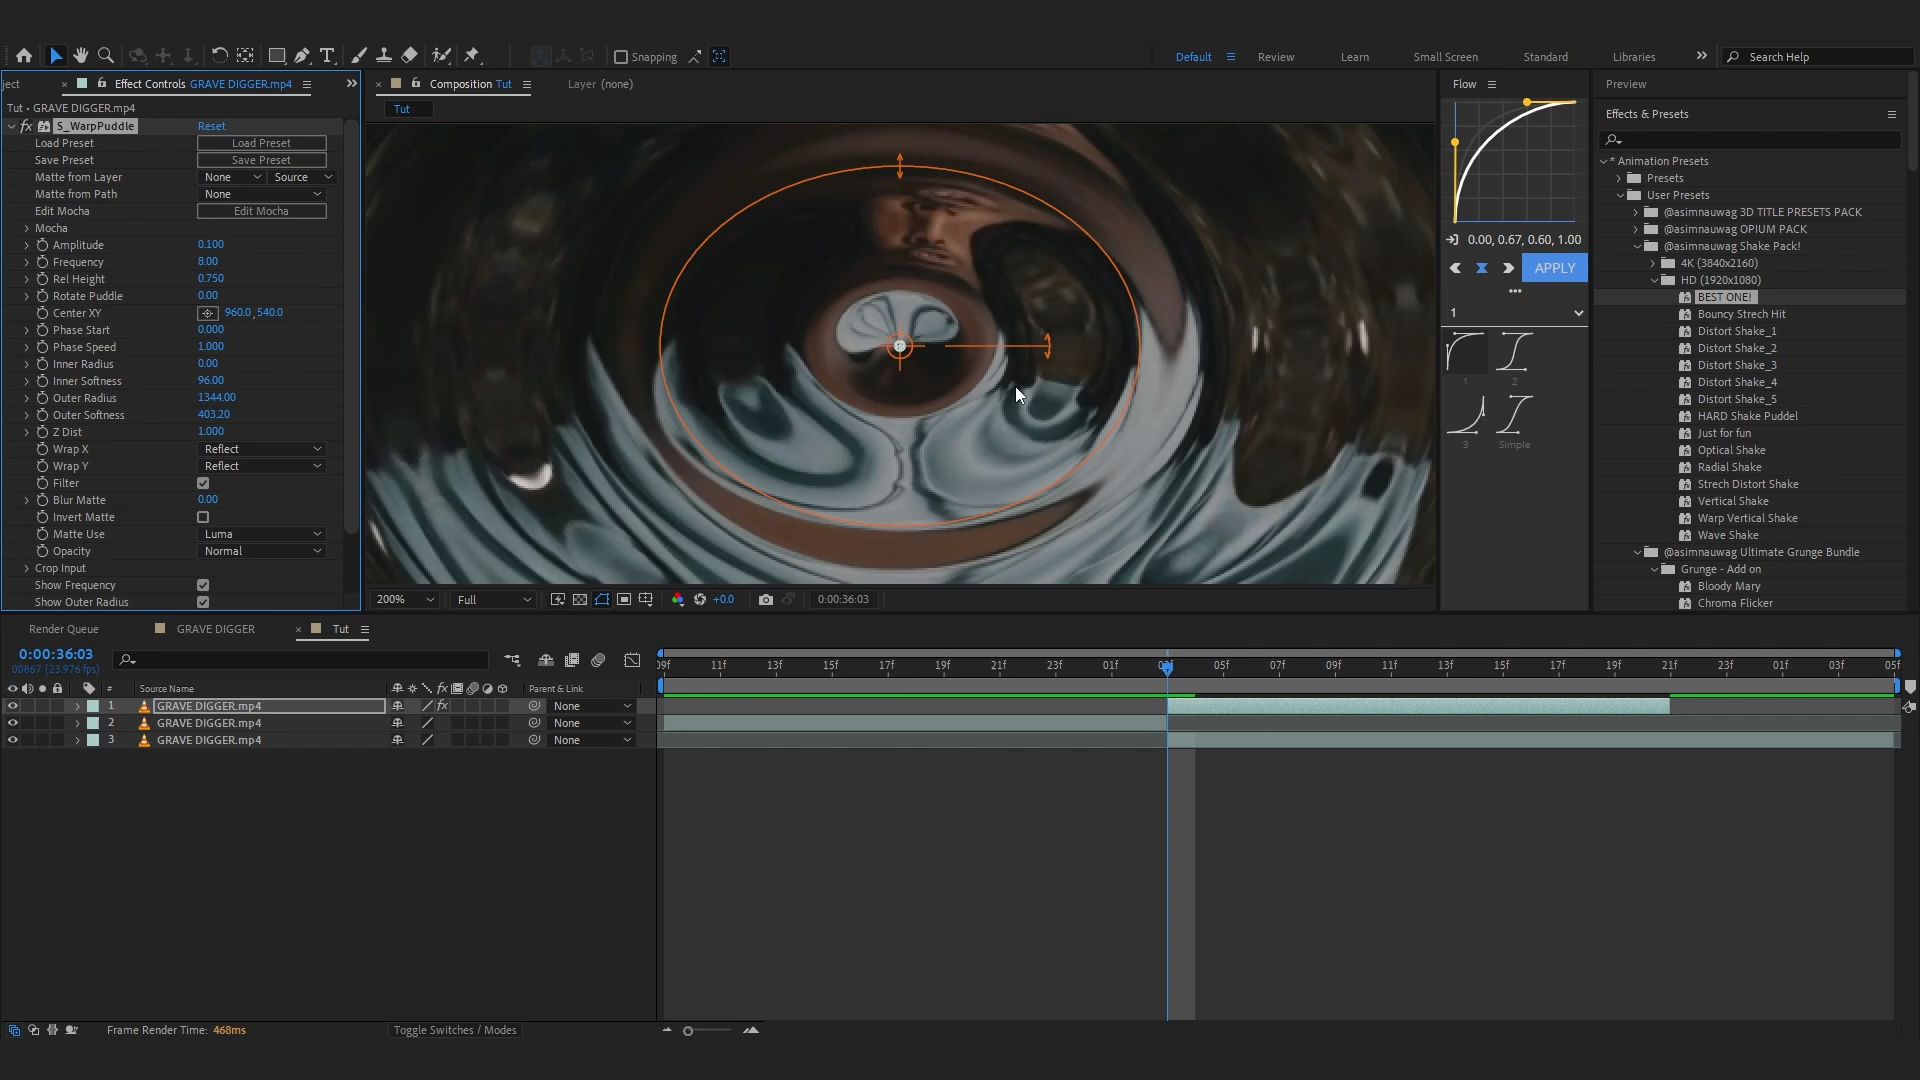 Snapping
Default
Review
Learn
Small Screen
Standard
Libraries
Search Help
ject
Effect Controls GRAVE DIGGER.mp4
Composition Tut
Layer (none)
Flow
Preview
Tut • GRAVE DIGGER.mp4
Tut
Effects & Presets
fx S_WarpPuddle Reset
Load Preset Load Preset
Save Preset Save Preset
Matte from Layer None Source
Matte from Path None
Edit Mocha Edit Mocha
Mocha
Amplitude 0.100
Frequency 8.00
Rel Height 0.750
Rotate Puddle 0.00
Center XY 960.0, 540.0
Phase Start 0.000
Phase Speed 1.000
Inner Radius 0.00
Inner Softness 96.00
Outer Radius 1344.00
Outer Softness 403.20
Z Dist 1.000
Wrap X Reflect
Wrap Y Reflect
Filter
Blur Matte 0.00
Invert Matte
Matte Use Luma
Opacity Normal
Crop Input
Show Frequency
Show Outer Radius
200%
Full
+0.0
0:00:36:03
0.00, 0.67, 0.60, 1.00
APPLY
1
1
2
3
Simple
* Animation Presets
Presets
User Presets
@asimnauwag 3D TITLE PRESETS PACK
@asimnauwag OPIUM PACK
@asimnauwag Shake Pack!
4K (3840x2160)
HD (1920x1080)
BEST ONE!
Bouncy Strech Hit
Distort Shake_1
Distort Shake_2
Distort Shake_3
Distort Shake_4
Distort Shake_5
HARD Shake Puddel
Just for fun
Optical Shake
Radial Shake
Strech Distort Shake
Vertical Shake
Warp Vertical Shake
Wave Shake
@asimnauwag Ultimate Grunge Bundle
Grunge - Add on
Bloody Mary
Chroma Flicker
Render Queue
GRAVE DIGGER
Tut
0:00:36:03
00867 (23.976 fps)
11f 13f 15f 17f 19f 21f 23f 01f 05f 07f 09f 11f 13f 15f 17f 19f 21f 23f 01f 03f 05f
# Source Name fx Parent & Link
1 GRAVE DIGGER.mp4 fx None
2 GRAVE DIGGER.mp4 None
3 GRAVE DIGGER.mp4 None
Frame Render Time: 468ms
Toggle Switches / Modes